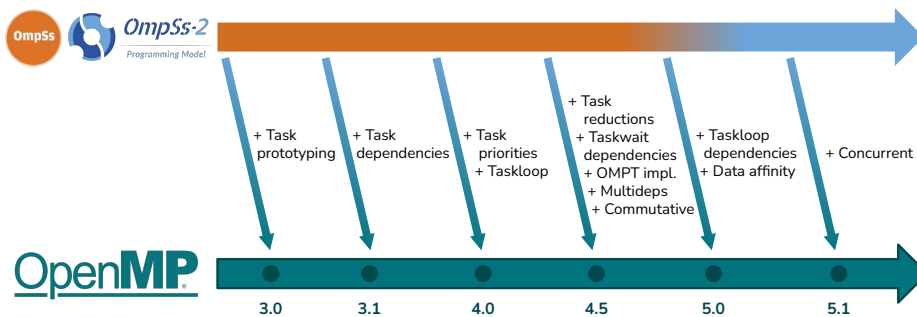 OmpSs
OmpSs-2
Programming Model
+ Task
prototyping
+ Task
dependencies
+ Task
priorities
+ Taskloop
+ Task
reductions
+ Taskwait
dependencies
+ OMPT impl.
+ Multideps
+ Commutative
+ Taskloop
dependencies
+ Data affinity
+ Concurrent
OpenMP
3.0
3.1
4.0
4.5
5.0
5.1